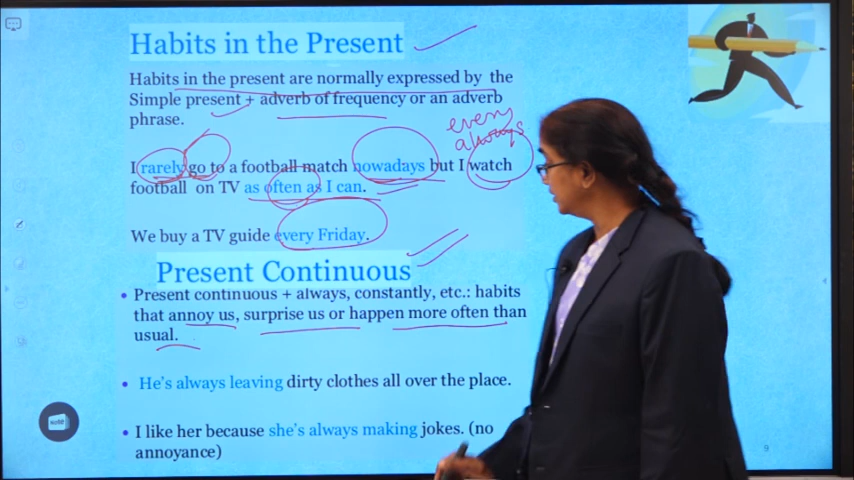 Habits in the Present
Habits in the present are normally expressed by the
Simple present + adverb of frequency or an adverb
phrase.
every
always
I rarely go to a football match nowadays but I watch
football on TV as often as I can.
We buy a TV guide every Friday.
Present Continuous
• Present continuous + always, constantly, etc.: habits
that annoy us, surprise us or happen more often than
usual.
• He's always leaving dirty clothes all over the place.
• I like her because she's always making jokes. (no
annoyance)
9